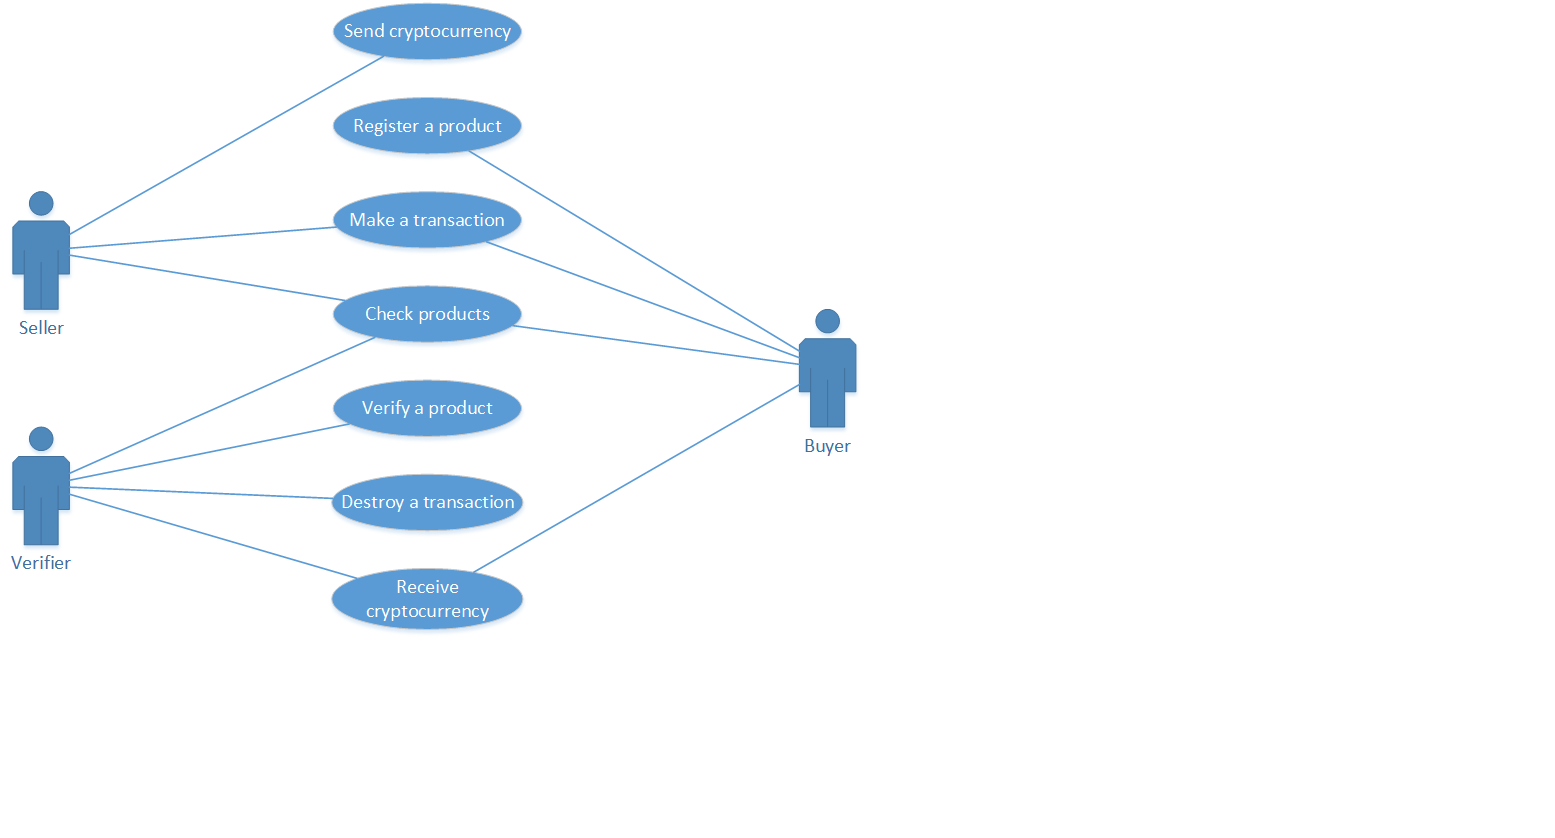 Send cryptocurrency
Register a product
Make a transaction
Check products
Seller
Verify a product
Buyer
Destroy a transaction
Verifier
Receive
cryptocurrency